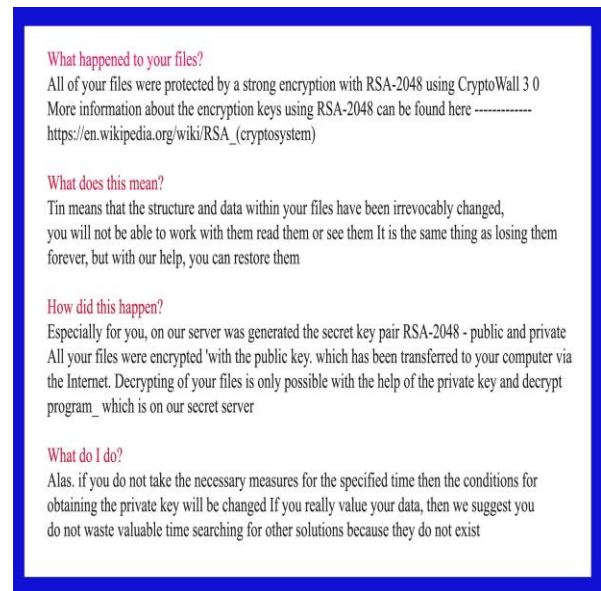 What happened to your files?
All of your files were protected by a strong encryption with RSA-2048 using CryptoWall 3 0
More information about the encryption keys using RSA-2048 can be found here -------------
https://en.wikipedia.org/wiki/RSA_(cryptosystem)
What does this mean?
Tin means that the structure and data within your files have been irrevocably changed,
you will not be able to work with them read them or see them It is the same thing as losing them
forever, but with our help, you can restore them
How did this happen?
Especially for you, on our server was generated the secret key pair RSA-2048 - public and private
All your files were encrypted 'with the public key. which has been transferred to your computer via
the Internet. Decrypting of your files is only possible with the help of the private key and decrypt
program_ which is on our secret server
What do I do?
Alas. if you do not take the necessary measures for the specified time then the conditions for
obtaining the private key will be changed If you really value your data, then we suggest you
do not waste valuable time searching for other solutions because they do not exist